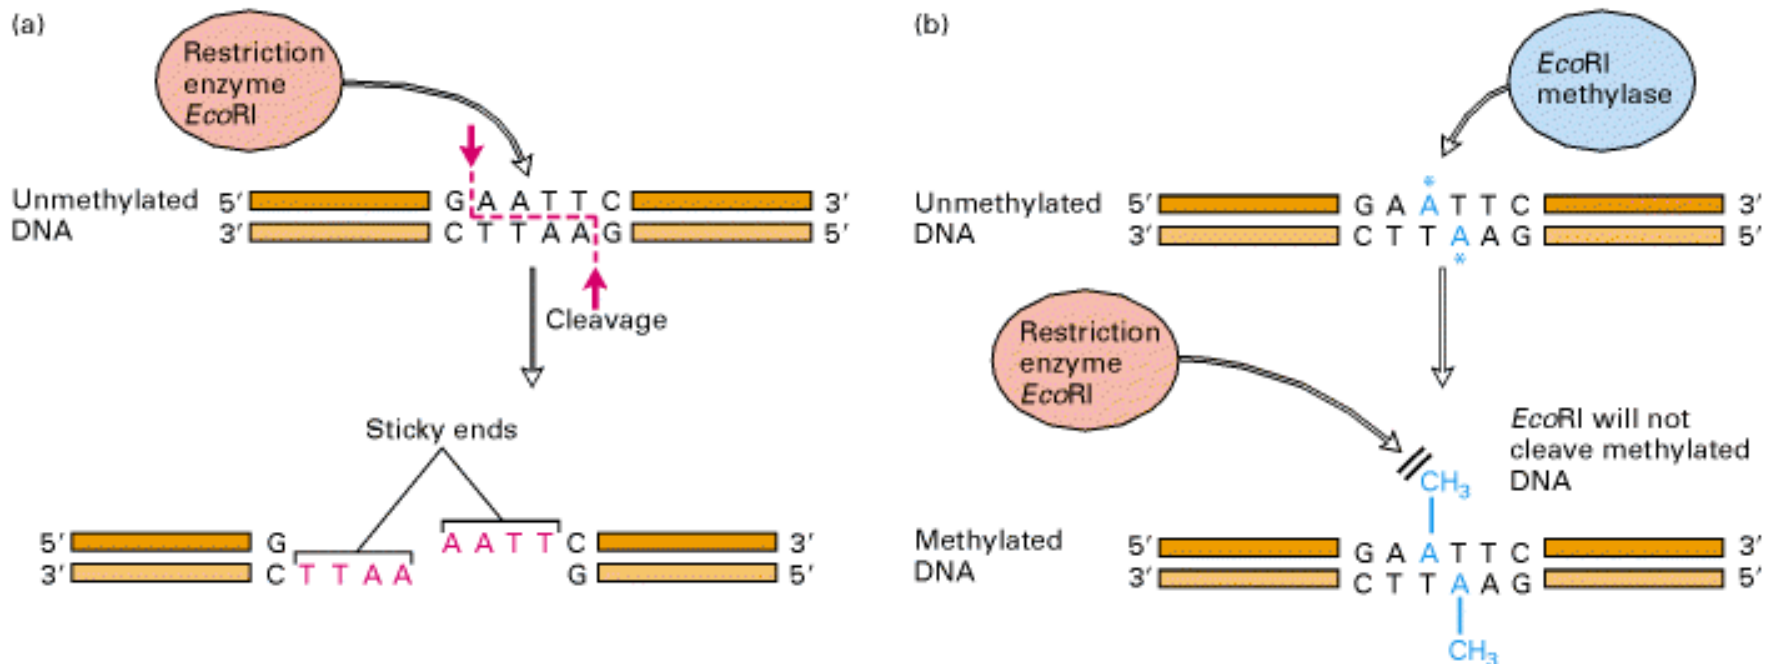 (a)
Restriction
enzyme
EcoRI
Unmethylated
DNA
5′ G A A T T C 3′
3′ C T T A A G 5′
Cleavage
Sticky ends
5′ G A A T T C 3′
3′ C T T A A G 5′
(b)
EcoRI
methylase
Unmethylated
DNA
* 
5′ G A A T T C 3′
3′ C T T A A G 5′
*
Restriction
enzyme
EcoRI
EcoRI will not
cleave methylated
DNA
CH₃
Methylated
DNA
5′ G A A T T C 3′
3′ C T T A A G 5′
CH₃